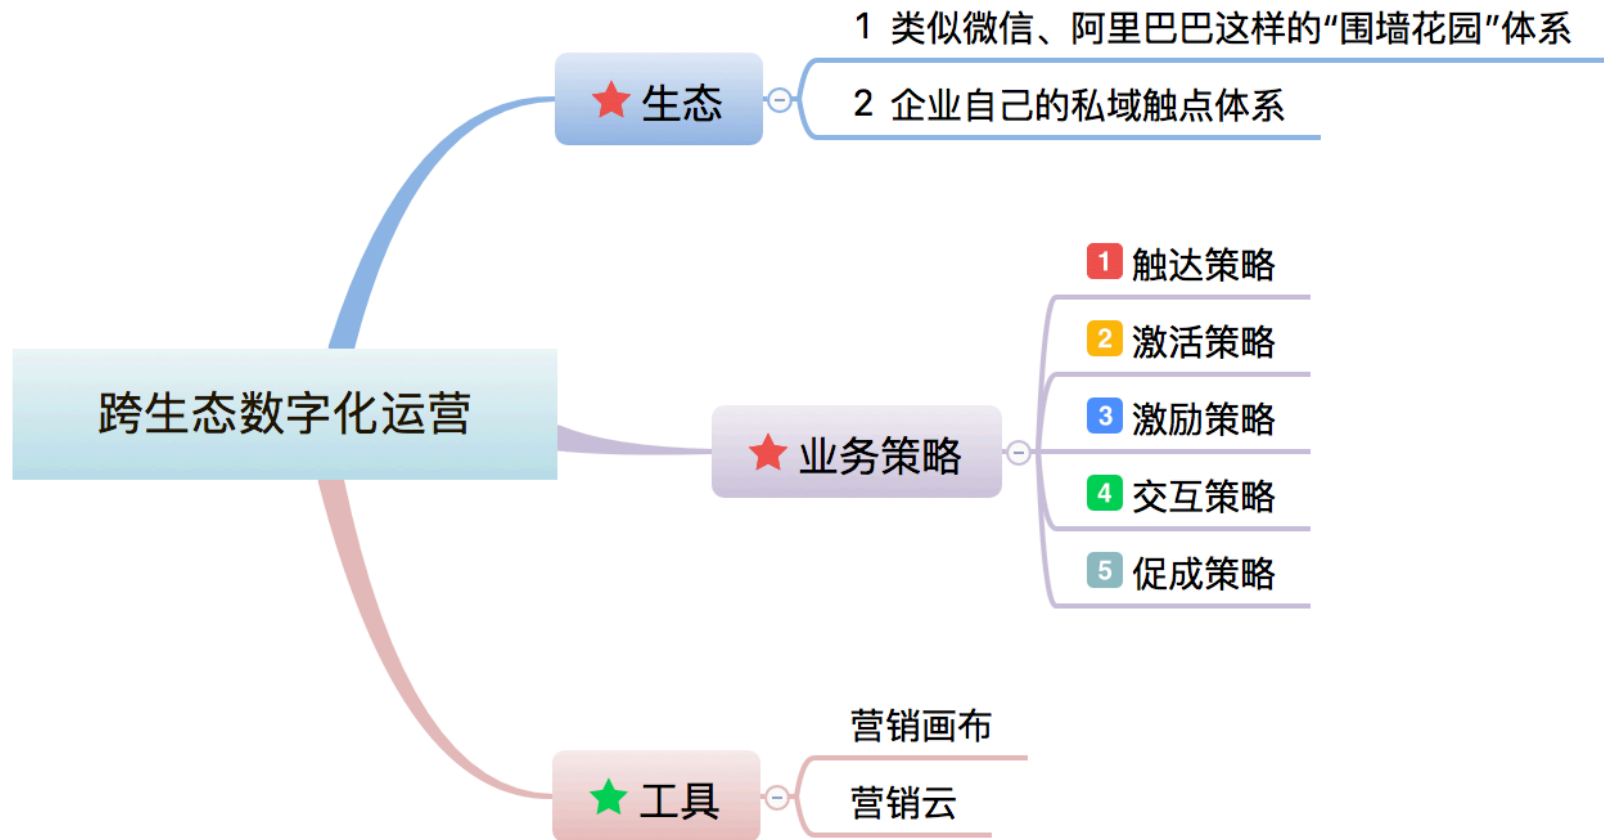 跨生态数字化运营
生态
1 类似微信、阿里巴巴这样的“围墙花园”体系
2 企业自己的私域触点体系
业务策略
1 触达策略
2 激活策略
3 激励策略
4 交互策略
5 促成策略
工具
营销画布
营销云